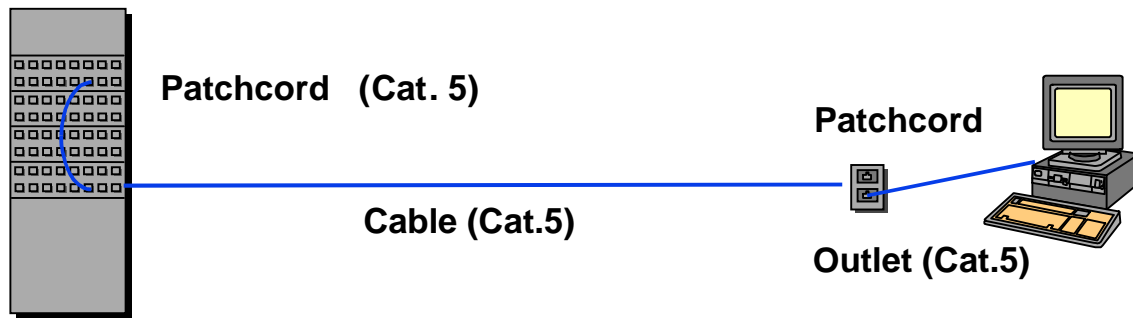 Patchcord (Cat. 5)
Patchcord
Cable (Cat.5)
Outlet (Cat.5)